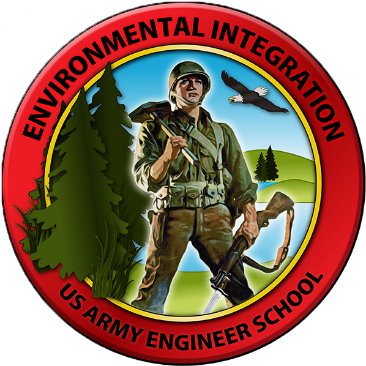 ENVIRONMENTAL INTEGRATION
US ARMY ENGINEER SCHOOL